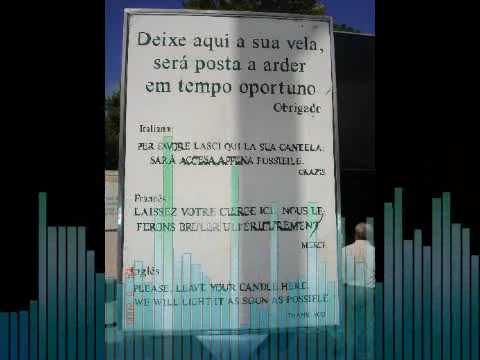 Deixe aqui a sua vela,
será posta a arder
em tempo oportuno
Obrigado
Italiano:
PER FAVORE LASCI QUI LA SUA CANTELA.
SARÀ ACCESA APPENA POSSIBILE.
GRAZIE
Francês
LAISSEZ VOTRE CIERGE ICI. NOUS LE
FERONS BRÛLER ULTÉRIEUREMENT
MERCI
Inglés
PLEASE, LEAVE YOUR CANDLE HERE.
WE WILL LIGHT IT AS SOON AS POSSIBLE
THANK YOU